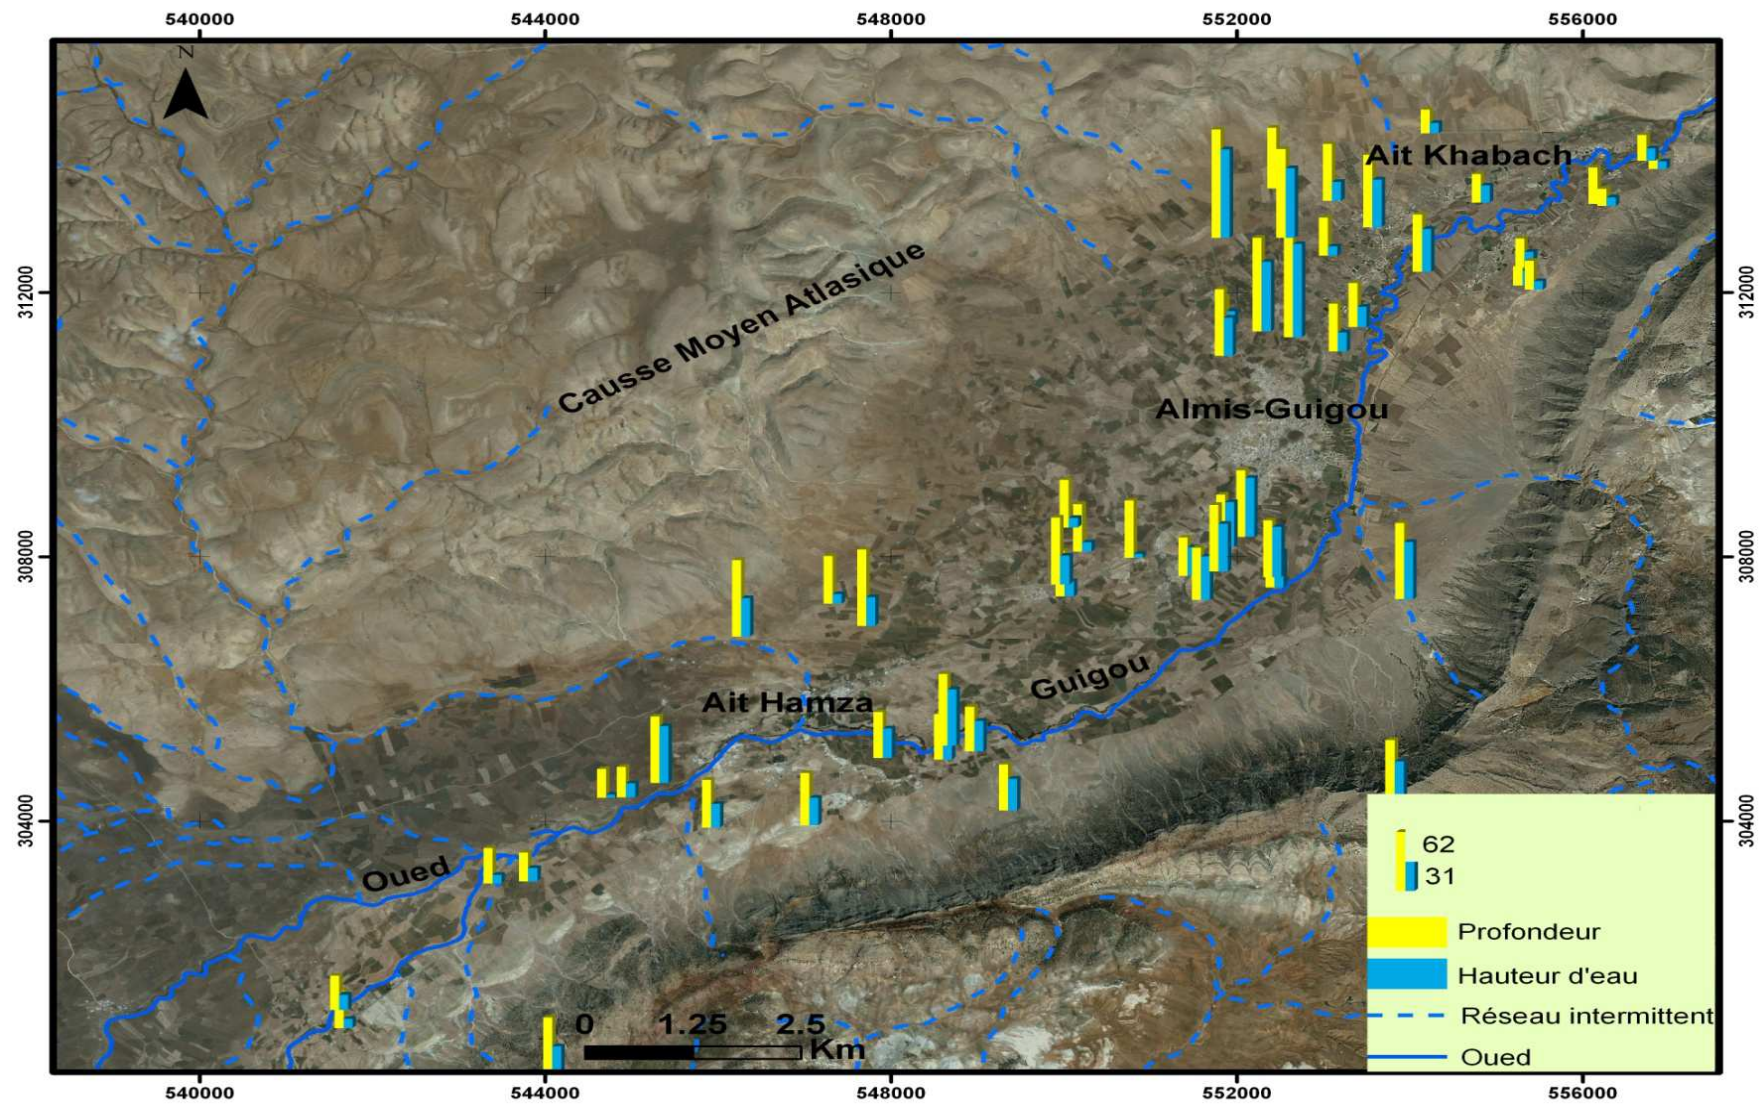 540000 544000 548000 552000 556000
N
Ait Khabach
312000 312000
Causse Moyen Atlasique
Almis-Guigou
308000 308000
Guigou
Ait Hamza
304000 304000
62
31
Oued
Profondeur
Hauteur d'eau
0 1.25 2.5
Km
Réseau intermittent
Oued
540000 544000 548000 552000 556000